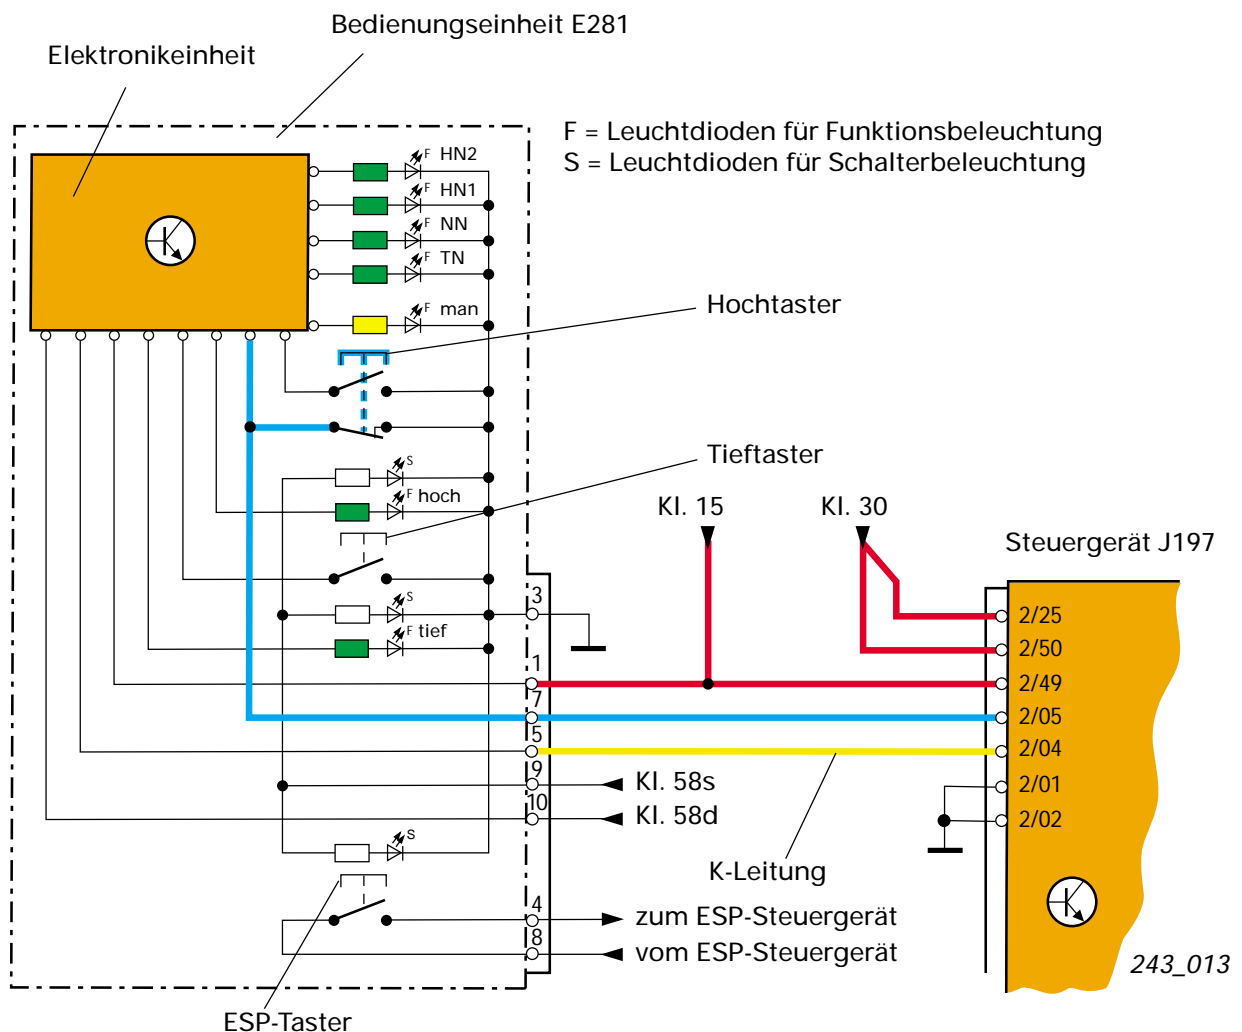 Bedienungseinheit E281
Elektronikeinheit
F = Leuchtdioden für Funktionsbeleuchtung
S = Leuchtdioden für Schalterbeleuchtung
F HN2
F HN1
F NN
F TN
F man
Hochtaster
S
Tieftaster
F hoch
Kl. 15
Kl. 30
Steuergerät J197
S
3
2/25
F tief
2/50
1
2/49
7
2/05
5
2/04
9
Kl. 58s
2/01
10
Kl. 58d
2/02
S
K-Leitung
4
zum ESP-Steuergerät
8
vom ESP-Steuergerät
243_013
ESP-Taster